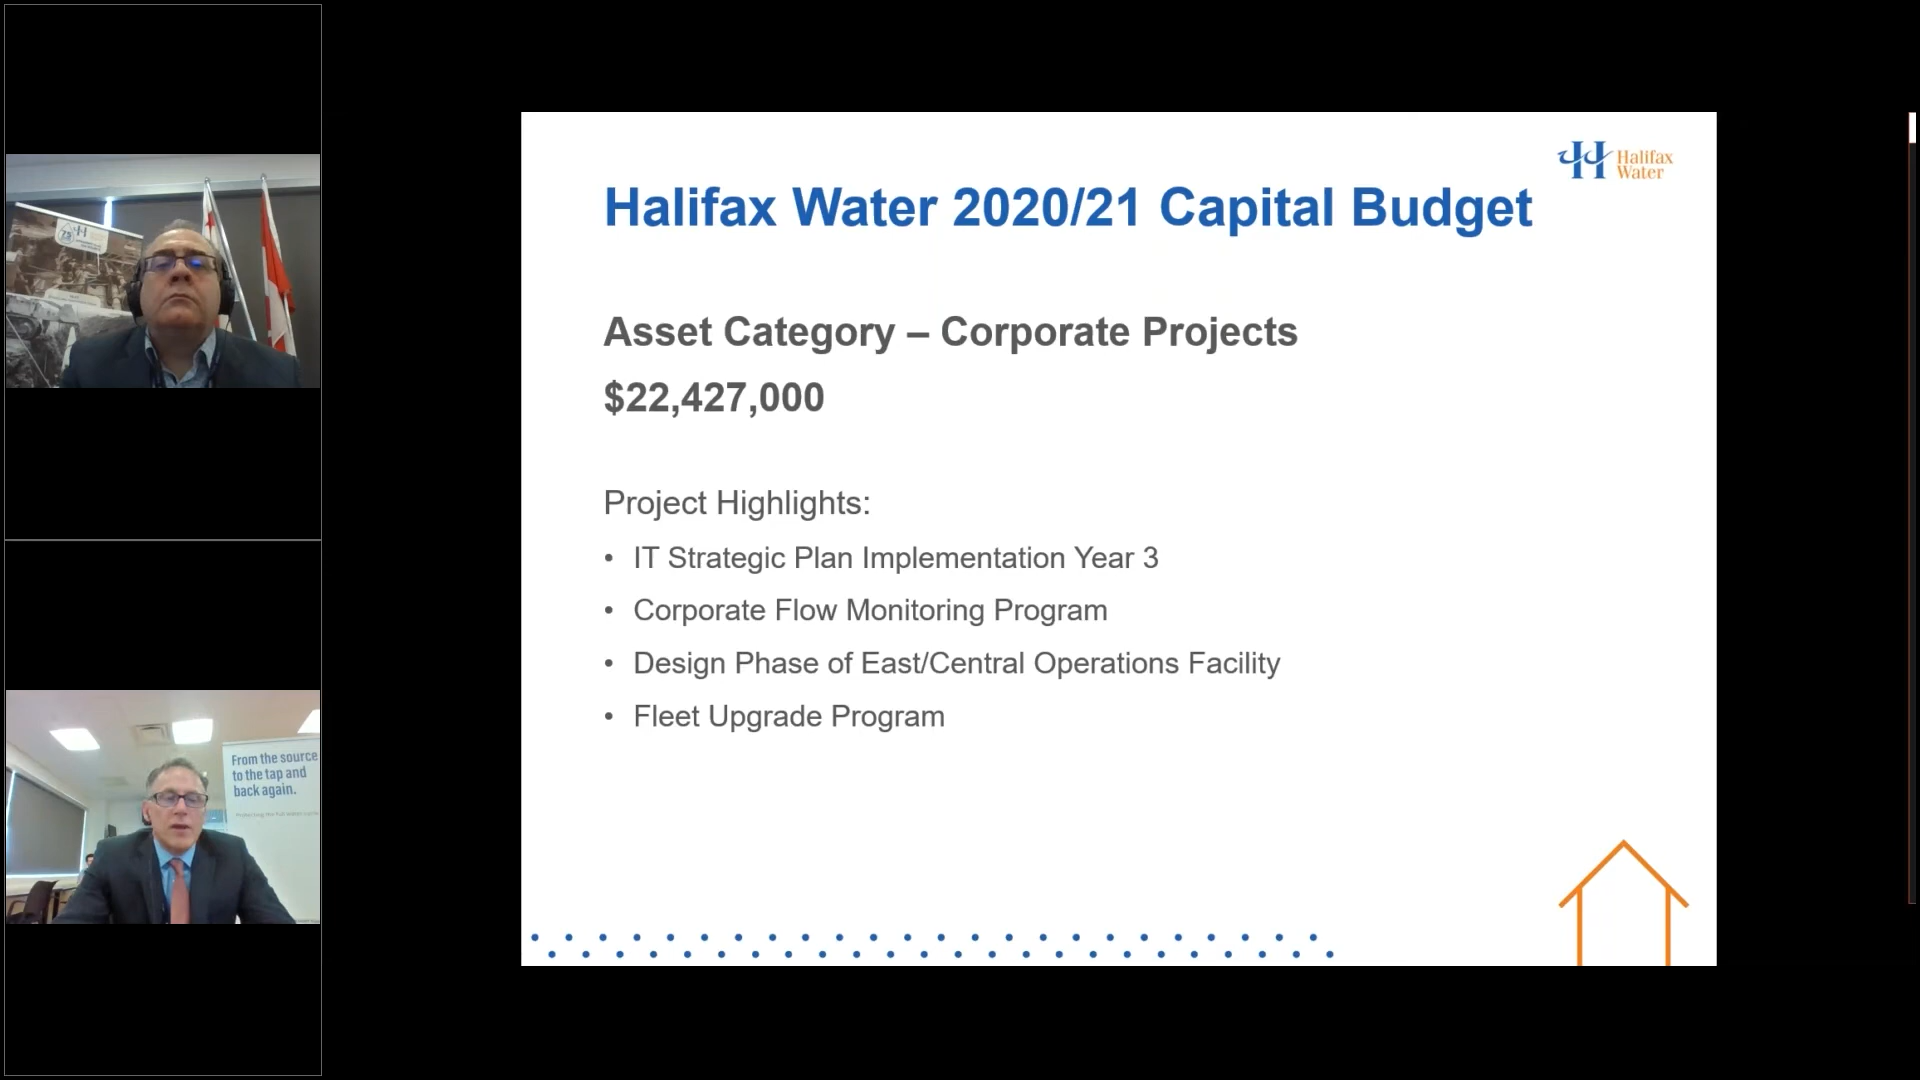 Halifax
Water
Halifax Water 2020/21 Capital Budget
Asset Category – Corporate Projects
$22,427,000
Project Highlights:
• IT Strategic Plan Implementation Year 3
• Corporate Flow Monitoring Program
• Design Phase of East/Central Operations Facility
• Fleet Upgrade Program
75
From the source
to the tap and
back again.